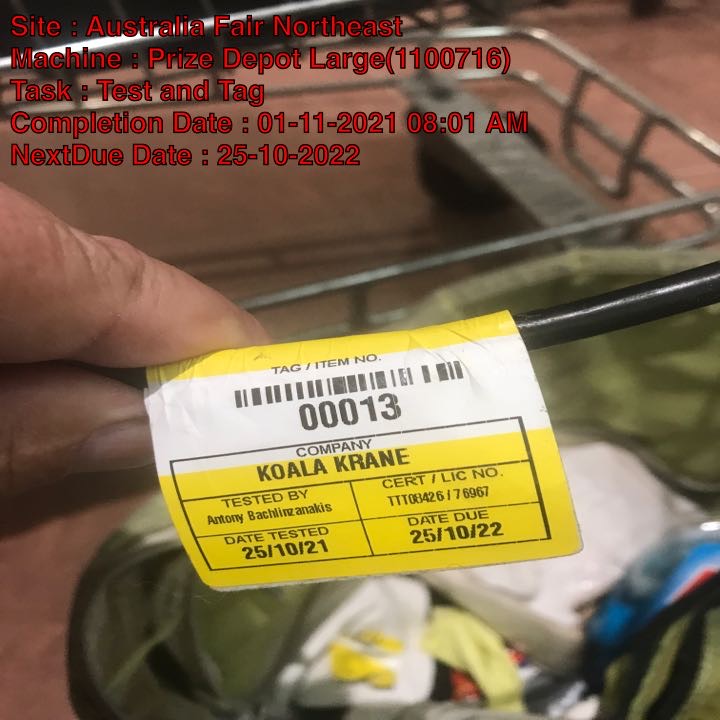 Site : Australia Fair Northeast
Machine : Prize Depot Large(1100716)
Task : Test and Tag
Completion Date : 01-11-2021 08:01 AM
NextDue Date : 25-10-2022
TAG / ITEM NO.
00013
COMPANY
KOALA KRANE
TESTED BY
Antony Bachlinzanakis
CERT / LIC NO.
TTT08426 / 76967
DATE TESTED
25/10/21
DATE DUE
25/10/22